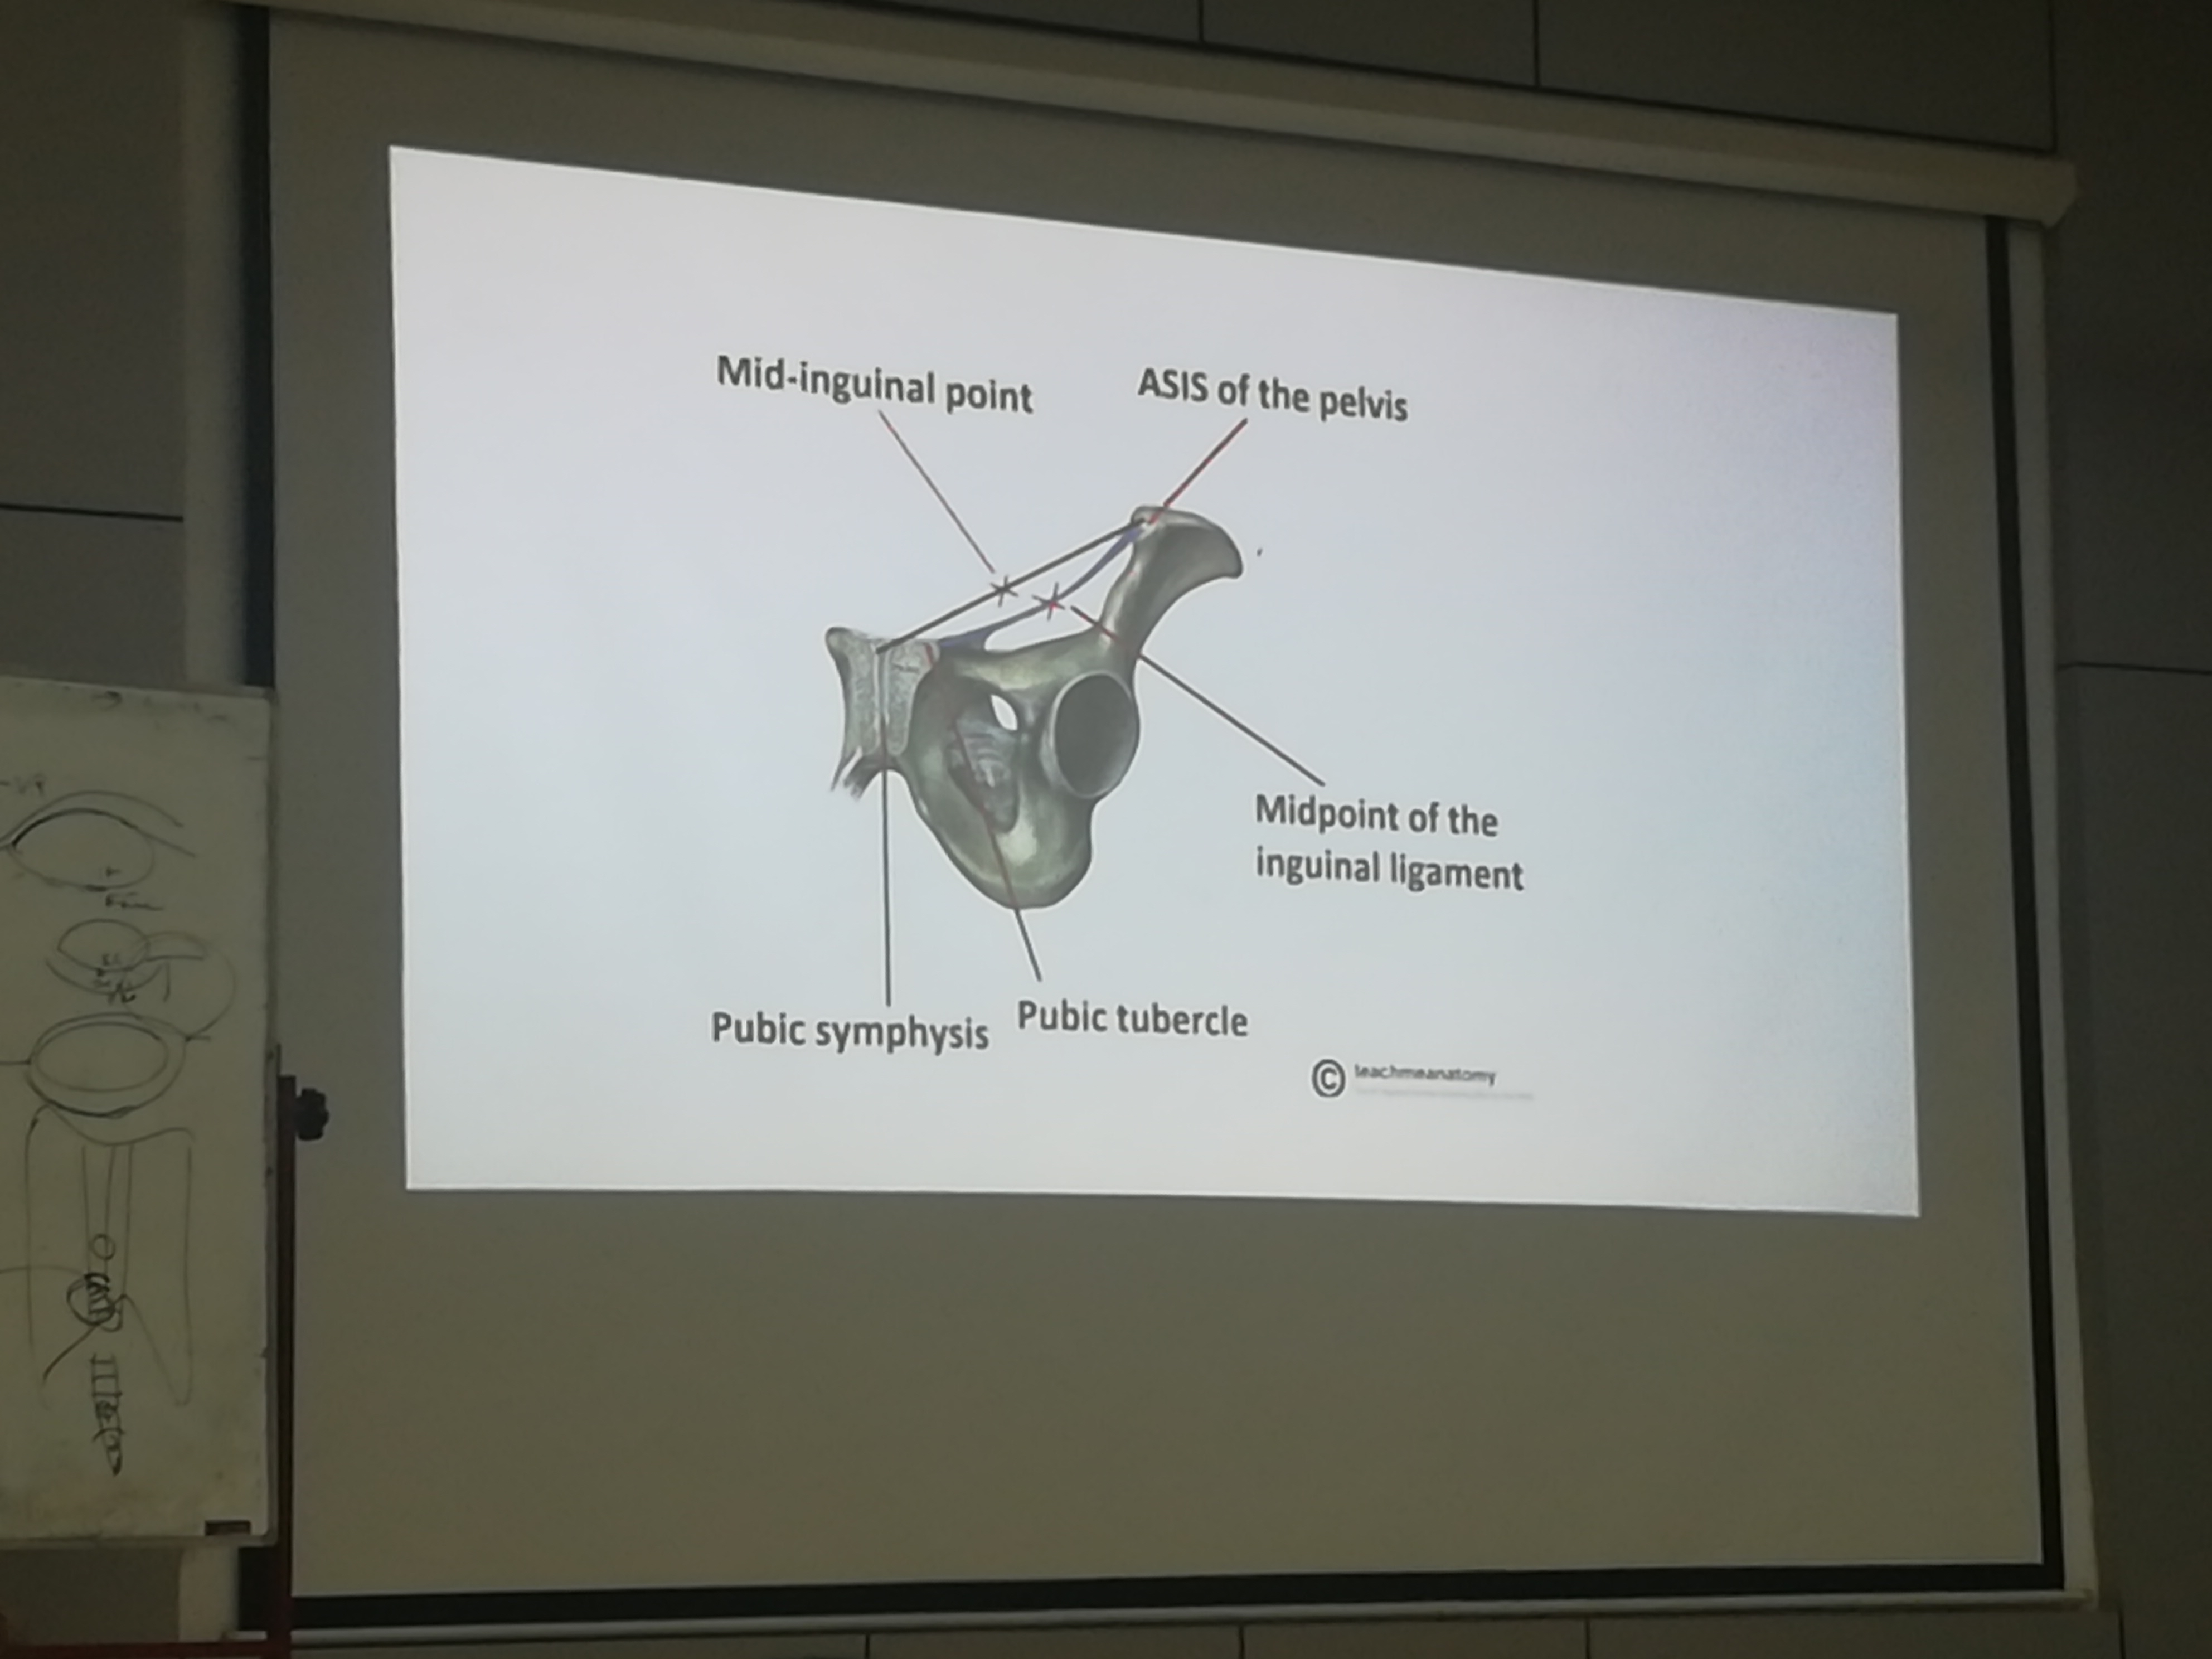 Mid-inguinal point
ASIS of the pelvis
Midpoint of the
inguinal ligament
Pubic symphysis
Pubic tubercle
© teachmeanatomy